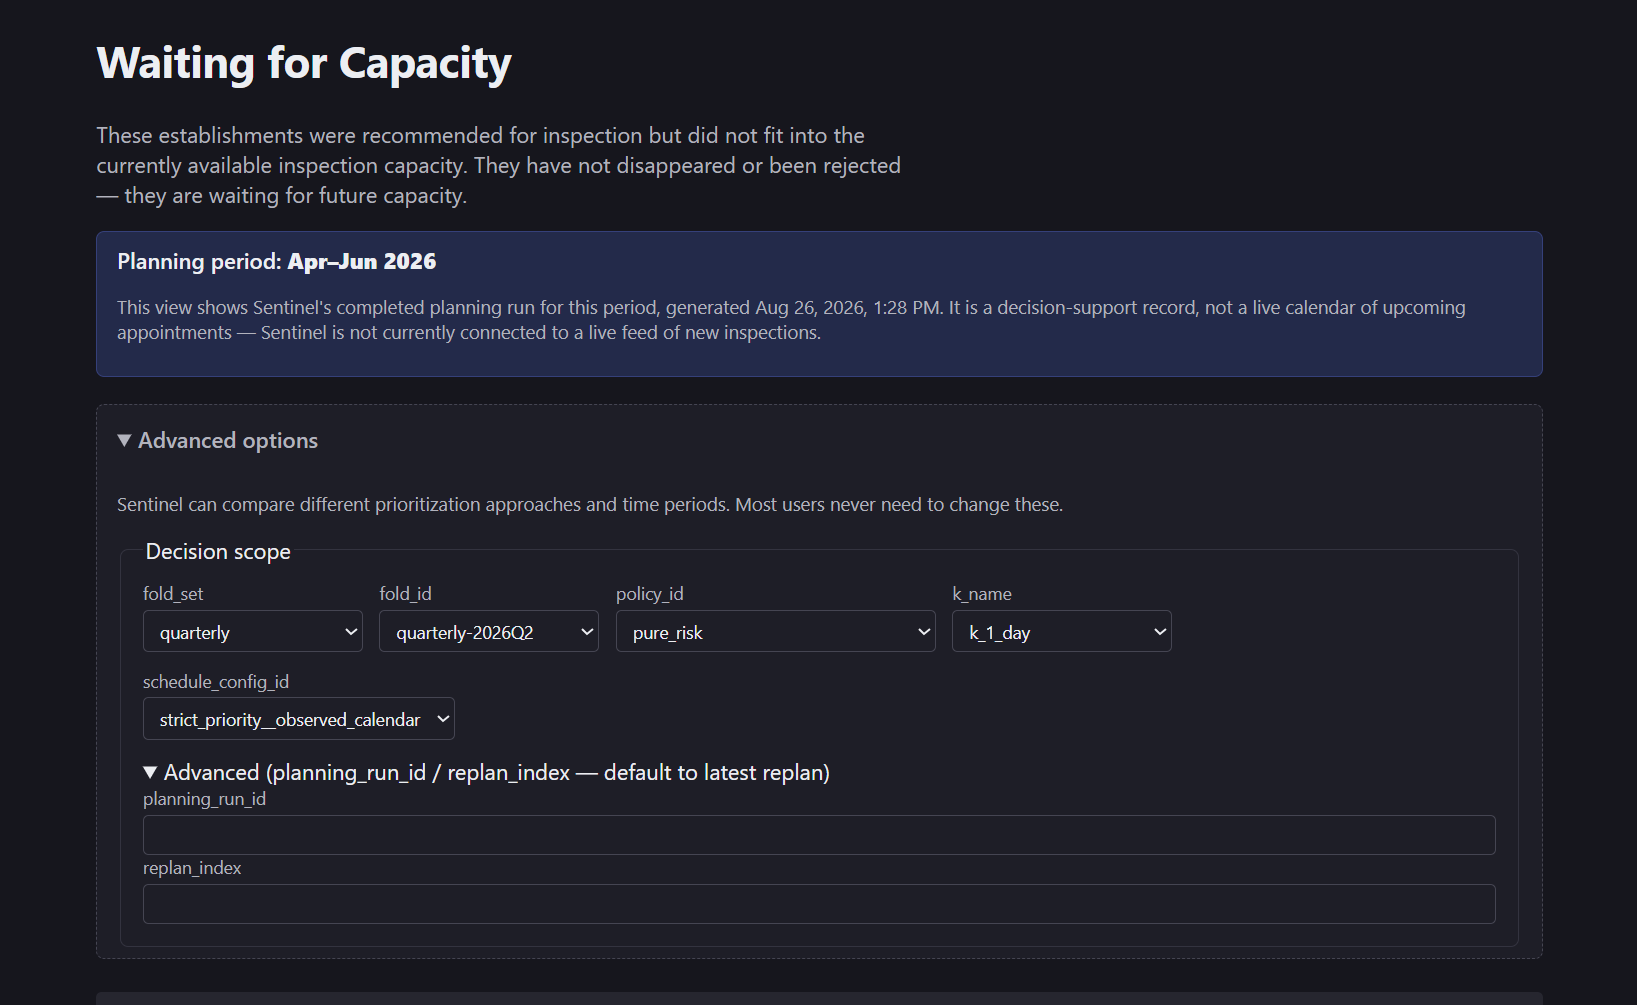 Waiting for Capacity
These establishments were recommended for inspection but did not fit into the
currently available inspection capacity. They have not disappeared or been rejected
— they are waiting for future capacity.
Planning period: Apr–Jun 2026
This view shows Sentinel's completed planning run for this period, generated Aug 26, 2026, 1:28 PM. It is a decision-support record, not a live calendar of upcoming
appointments — Sentinel is not currently connected to a live feed of new inspections.
▼ Advanced options
Sentinel can compare different prioritization approaches and time periods. Most users never need to change these.
Decision scope
fold_set fold_id policy_id k_name
quarterly quarterly-2026Q2 pure_risk k_1_day
schedule_config_id
strict_priority__observed_calendar
▼ Advanced (planning_run_id / replan_index — default to latest replan)
planning_run_id
replan_index